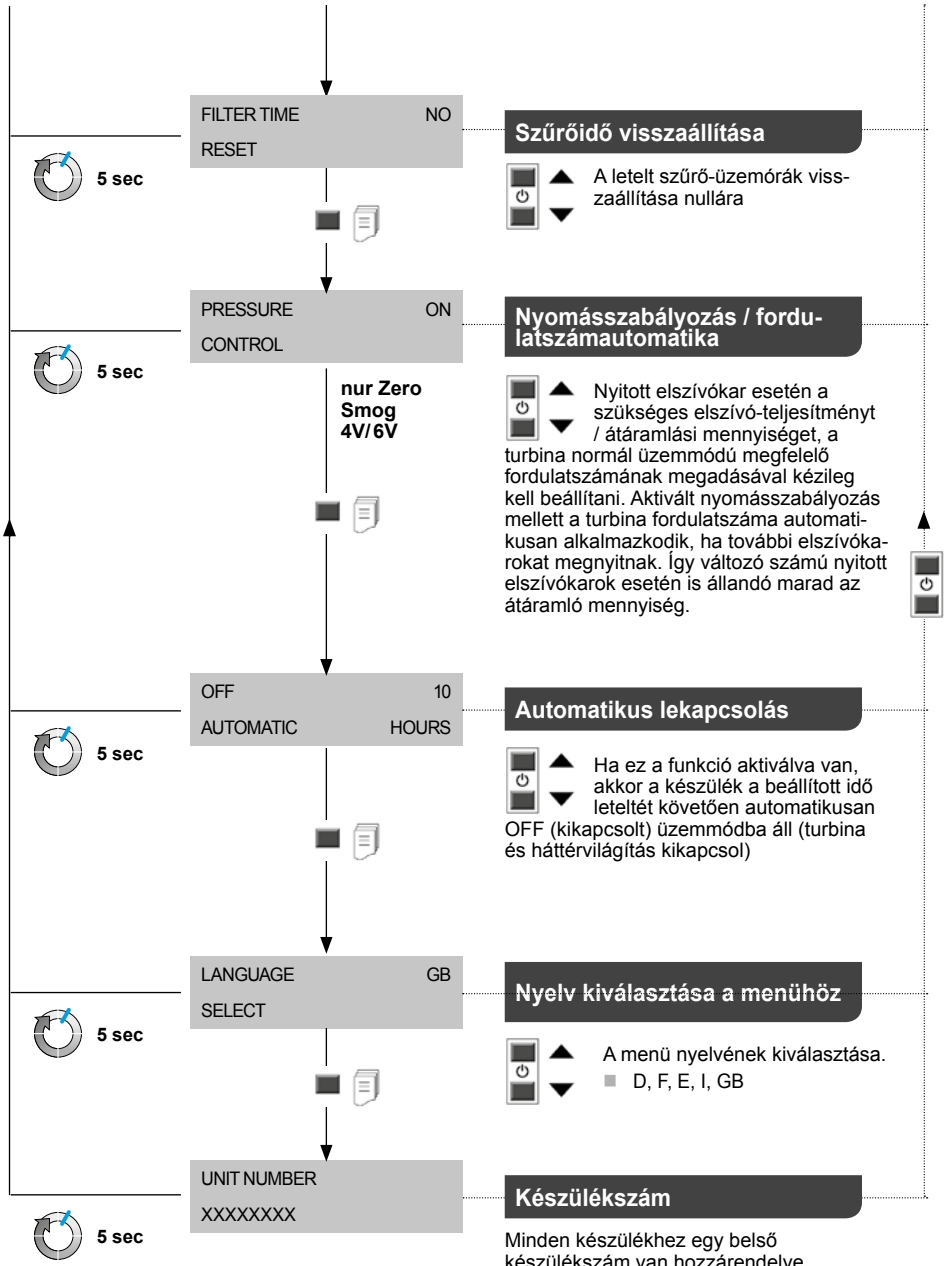 FILTER TIME NO
RESET
5 sec
Szűrőidő visszaállítása
A letelt szűrő-üzemórák vissz-
zaállítása nullára
PRESSURE ON
CONTROL
5 sec
nur Zero
Smog
4V/6V
Nyomásszabályozás / fordu-
latszámautomatika
Nyitott elszívókar esetén a
szükséges elszívó-teljesítményt
/ átáramlási mennyiséget, a
turbina normál üzemmódú megfelelő
fordulatszámának megadásával kézileg
kell beállítani. Aktivált nyomásszabályozás
mellett a turbina fordulatszáma automati-
kusan alkalmazkodik, ha további elszívóka-
rokat megnyitnak. Így változó számú nyitott
elszívókarok esetén is állandó marad az
átáramló mennyiség.
OFF 10
AUTOMATIC HOURS
5 sec
Automatikus lekapcsolás
Ha ez a funkció aktiválva van,
akkor a készülék a beállított idő
leteltét követően automatikusan
OFF (kikapcsolt) üzemmódba áll (turbina
és háttérvilágítás kikapcsol)
LANGUAGE GB
SELECT
5 sec
Nyelv kiválasztása a menühöz
A menü nyelvének kiválasztása.
D, F, E, I, GB
UNIT NUMBER
XXXXXXXX
5 sec
Készülékszám
Minden készülékhez egy belső
készülékszám van hozzárendelve